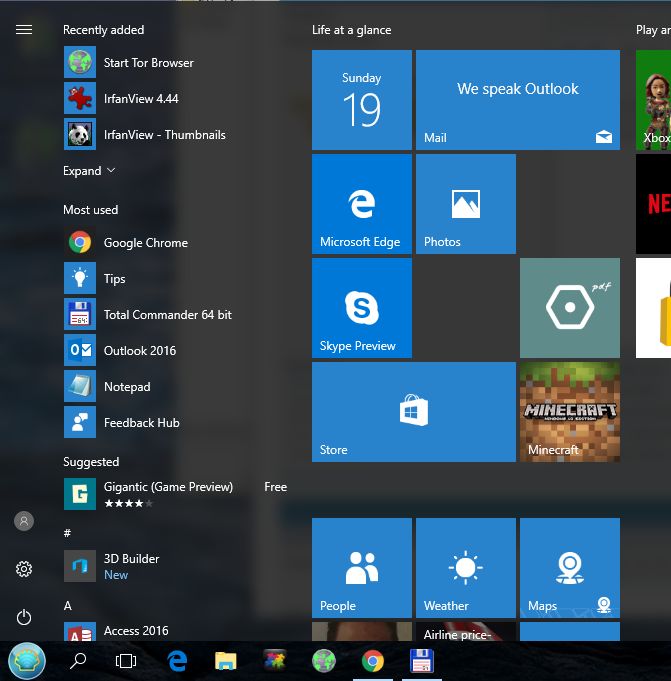 Recently added
Start Tor Browser
IrfanView 4.44
IrfanView - Thumbnails
Expand
Most used
Google Chrome
Tips
Total Commander 64 bit
Outlook 2016
Notepad
Feedback Hub
Suggested
Gigantic (Game Preview) Free
#
3D Builder
New
A
Access 2016
Life at a glance
Sunday
19
We speak Outlook
Mail
Microsoft Edge
Photos
Skype Preview
pdf
Store
MINECRAFT
WINDOWS 10 EDITION
Minecraft
People
Weather
Maps
Airline price-
Play
Xbox